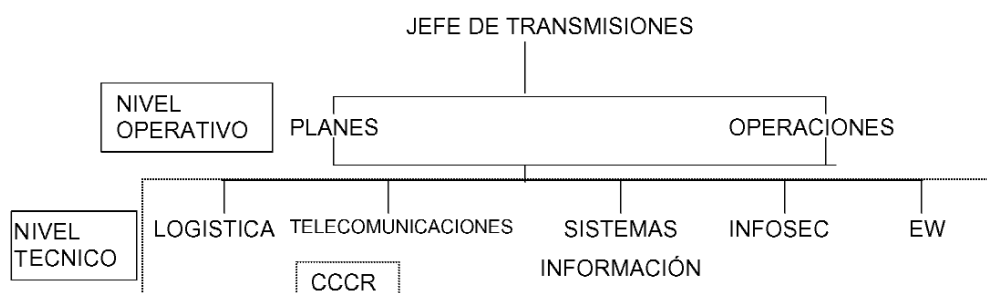 JEFE DE TRANSMISIONES
NIVEL
OPERATIVO
PLANES
OPERACIONES
NIVEL
TECNICO
LOGISTICA
TELECOMUNICACIONES
SISTEMAS
INFORMACIÓN
INFOSEC
EW
CCCR